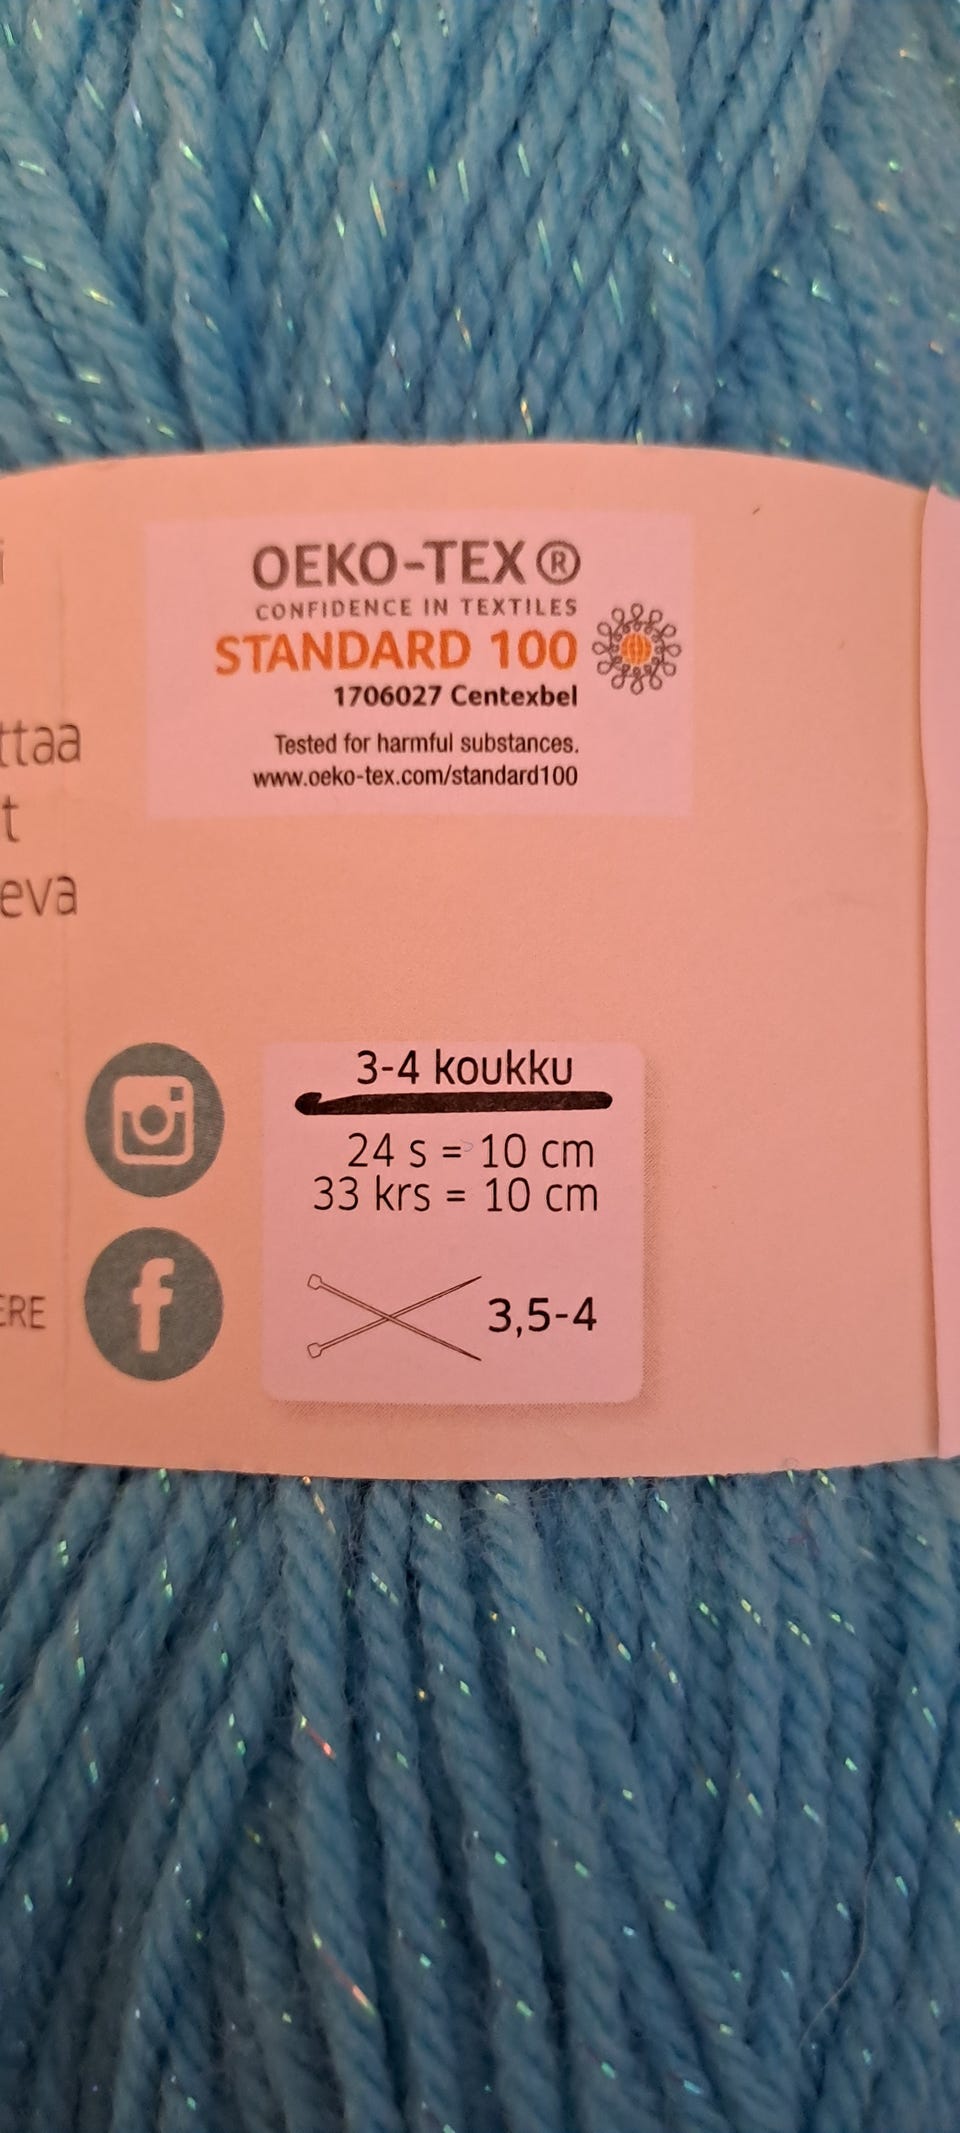 ttaa
t
eva
ERE
OEKO-TEX®
CONFIDENCE IN TEXTILES
STANDARD 100
1706027 Centexbel
Tested for harmful substances.
www.oeko-tex.com/standard100
3-4 koukku
24 s = 10 cm
33 krs = 10 cm
3,5-4